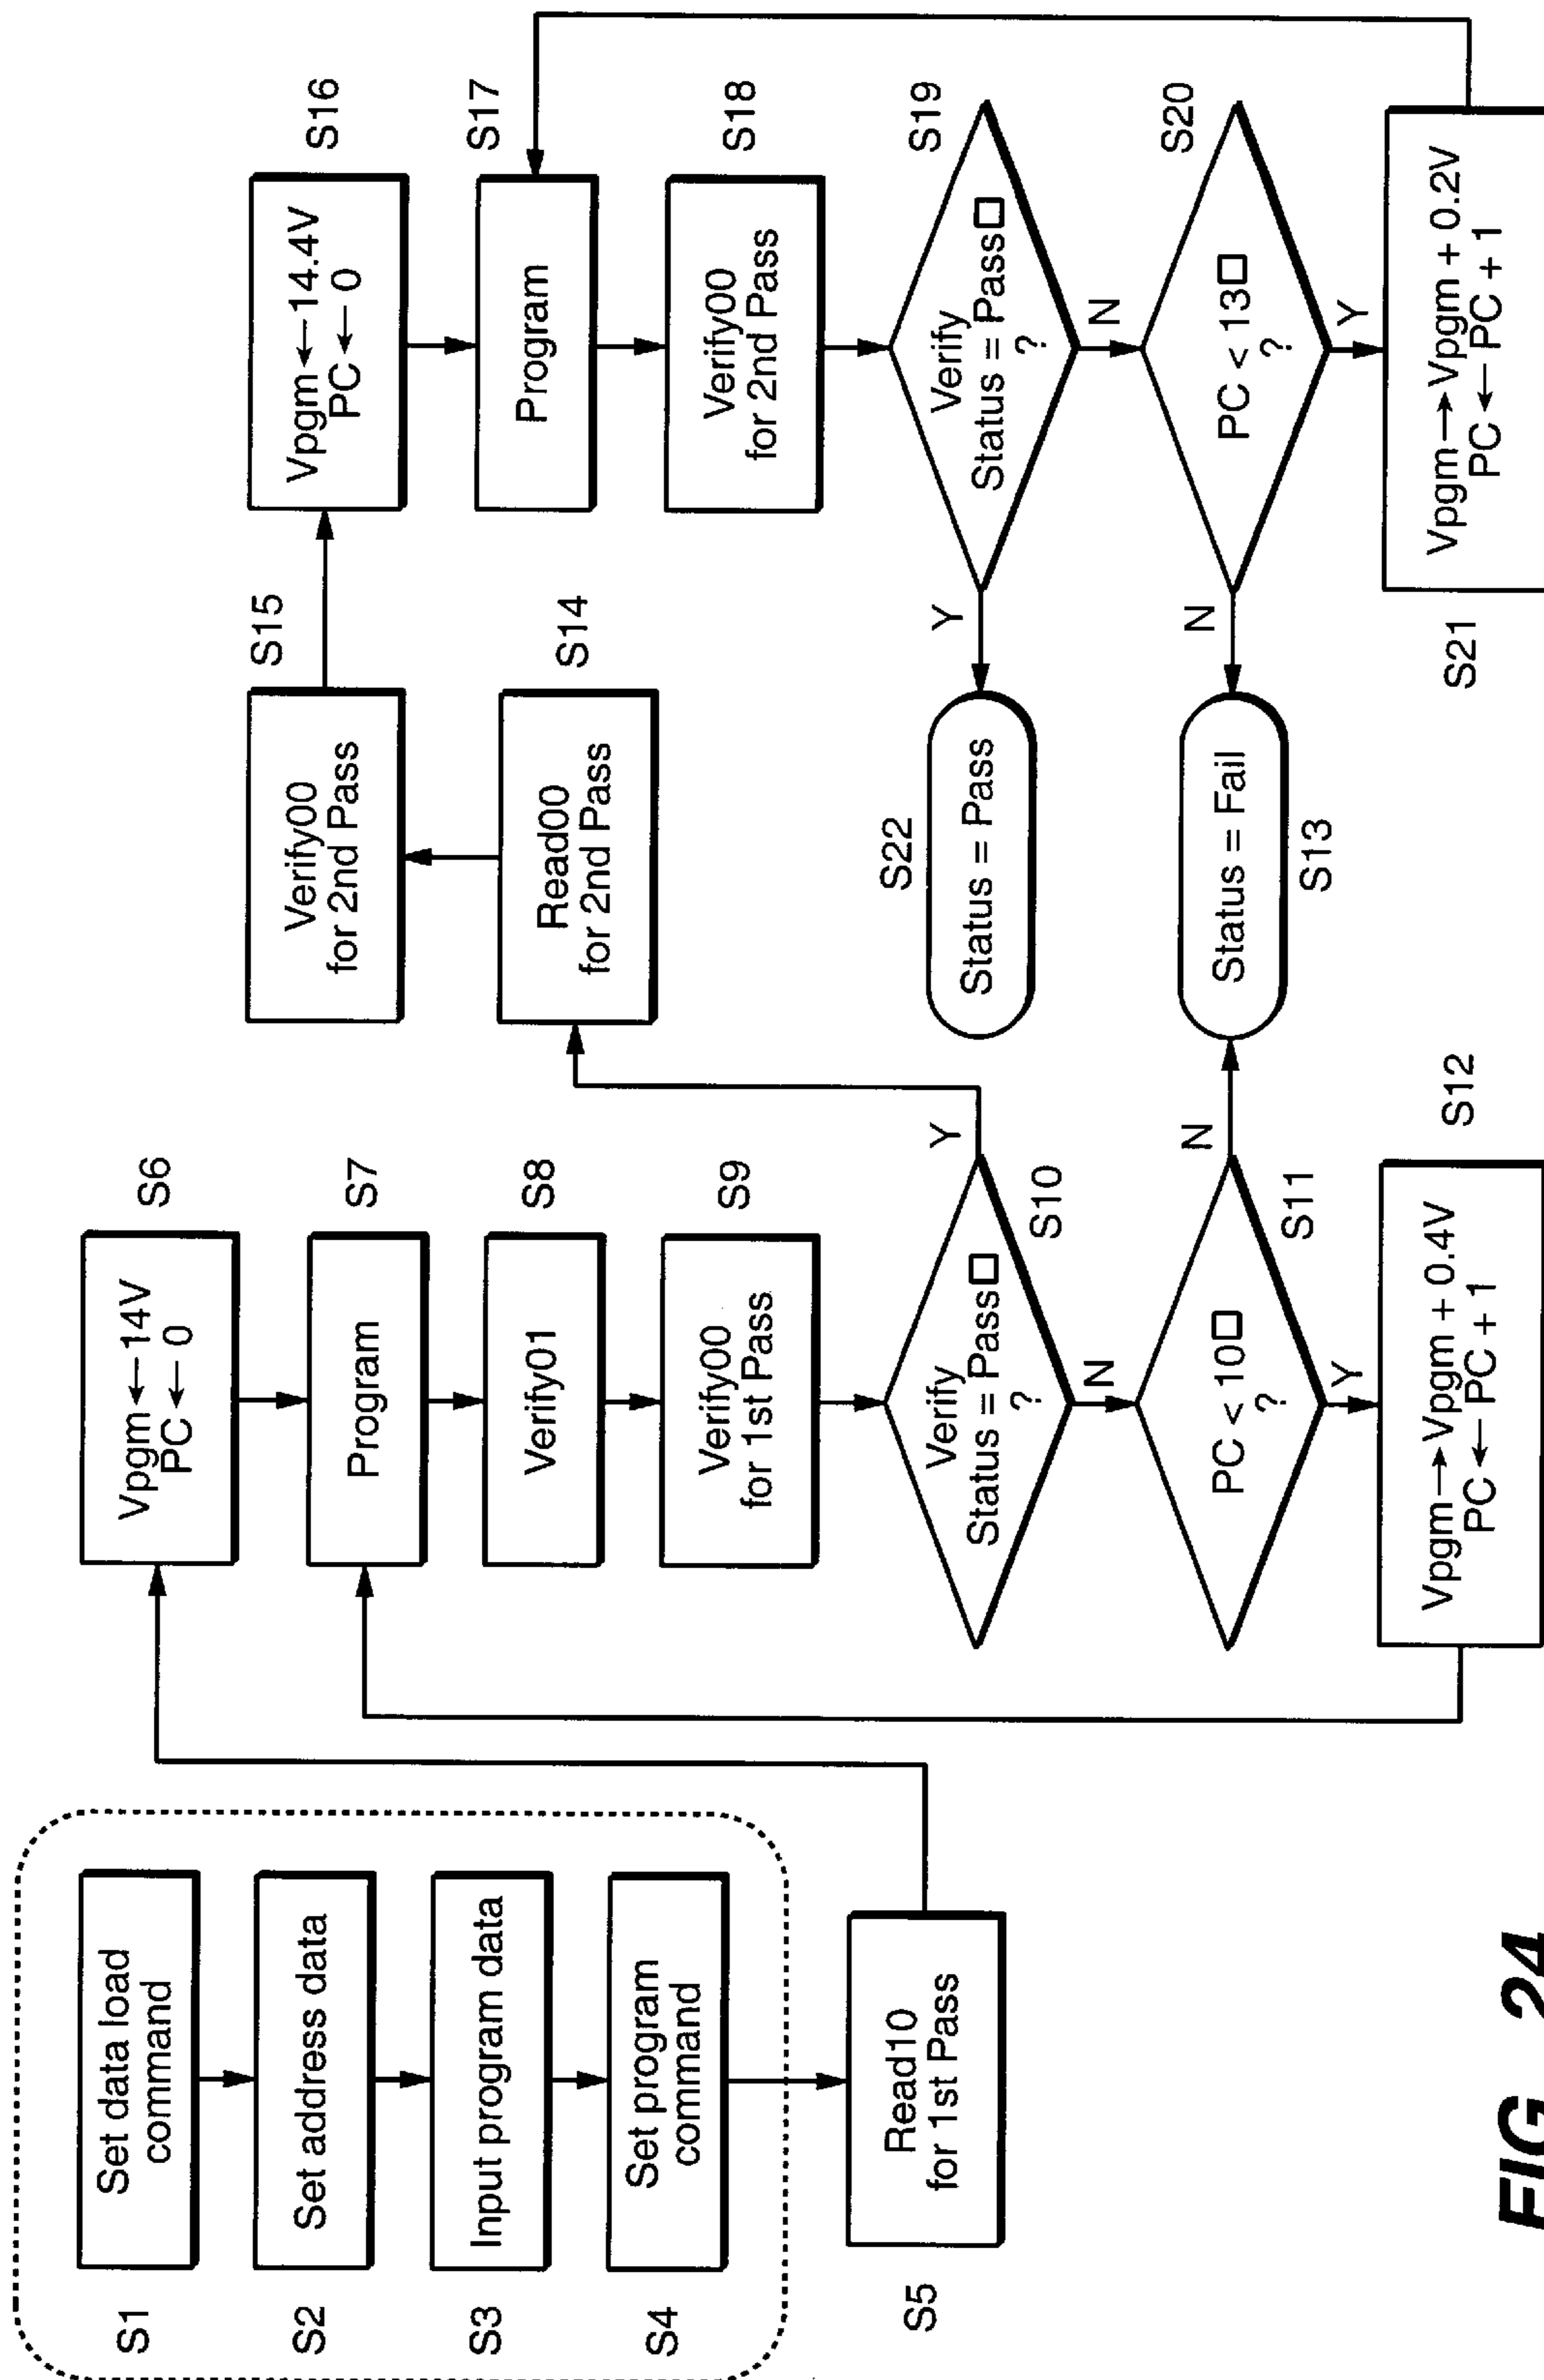 S1
Set data load
command
S2
Set address data
S3
Input program data
S4
Set program
command
S5
Read10
for 1st Pass
S6
Vpgm←14V
PC ← 0
S7
Program
S8
Verify01
S9
Verify00
for 1st Pass
S10
Verify
Status = Pass□
?
Y
N
S11
PC < 10□
?
N
Y
S12
Vpgm→Vpgm + 0.4V
PC ← PC + 1
S13
Status = Fail
S14
Read00
for 2nd Pass
S15
Verify00
for 2nd Pass
S16
Vpgm←14.4V
PC ← 0
S17
Program
S18
Verify00
for 2nd Pass
S19
Verify
Status = Pass□
?
Y
N
S20
PC < 13□
?
N
Y
S21
Vpgm→Vpgm + 0.2V
PC ← PC + 1
S22
Status = Pass
FIG_24